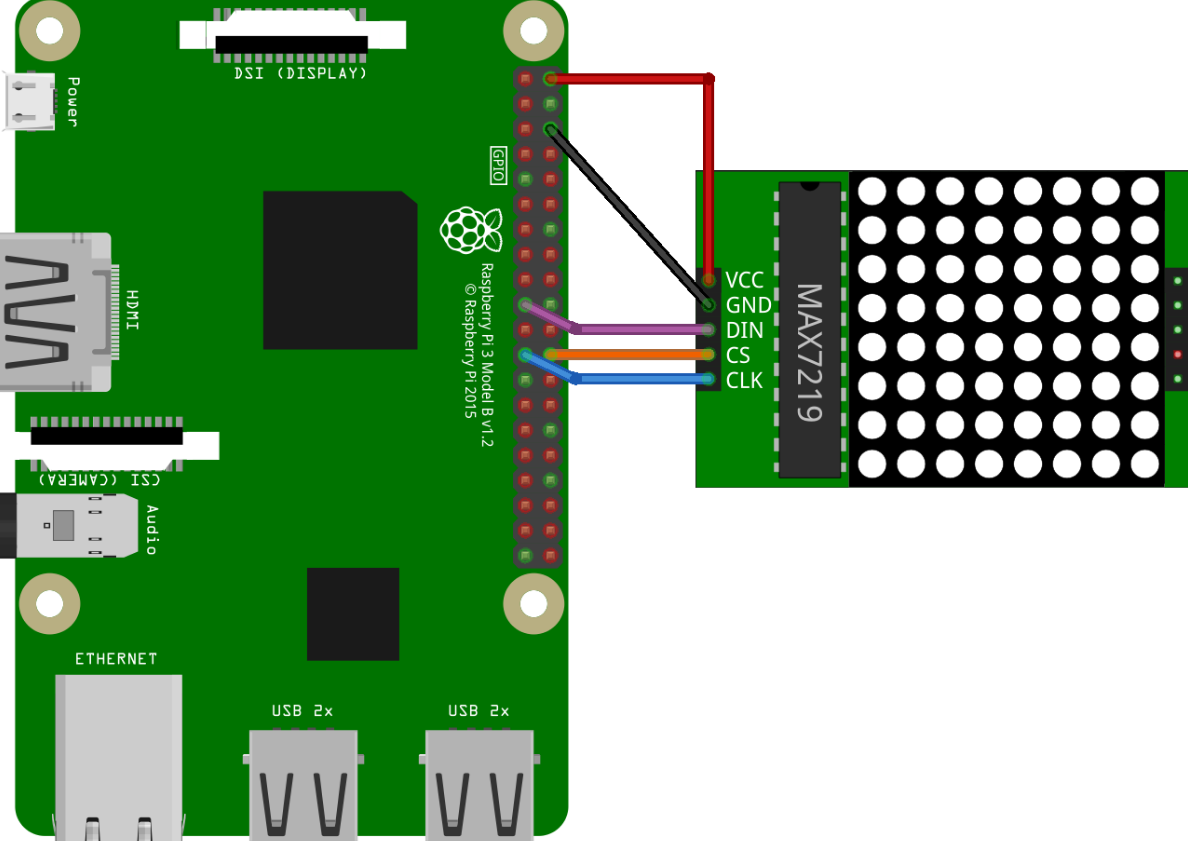 DSI (DISPLAY)
Power
GPIO
Raspberry Pi 3 Model B v1.2
© Raspberry Pi 2015
HDMI
CSI (CAMERA)
Audio
ETHERNET
USB 2x
USB 2x
VCC
GND
DIN
CS
CLK
MAX7219